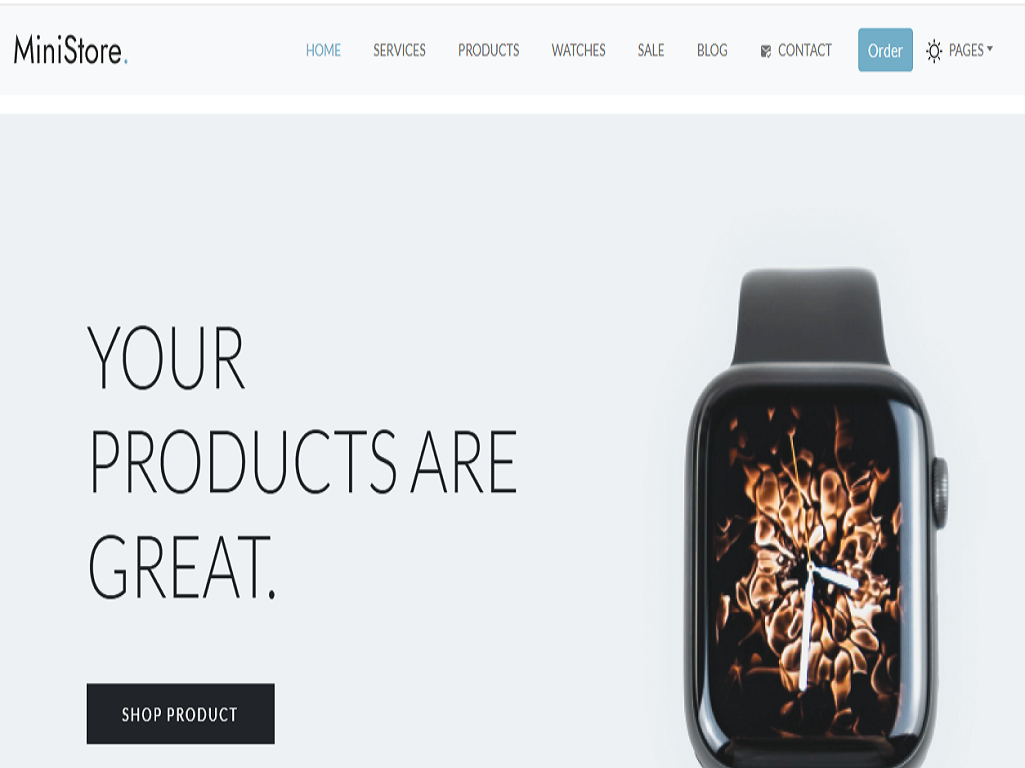 MiniStore.
HOME SERVICES PRODUCTS WATCHES SALE BLOG CONTACT Order PAGES
YOUR
PRODUCTS ARE
GREAT.
SHOP PRODUCT